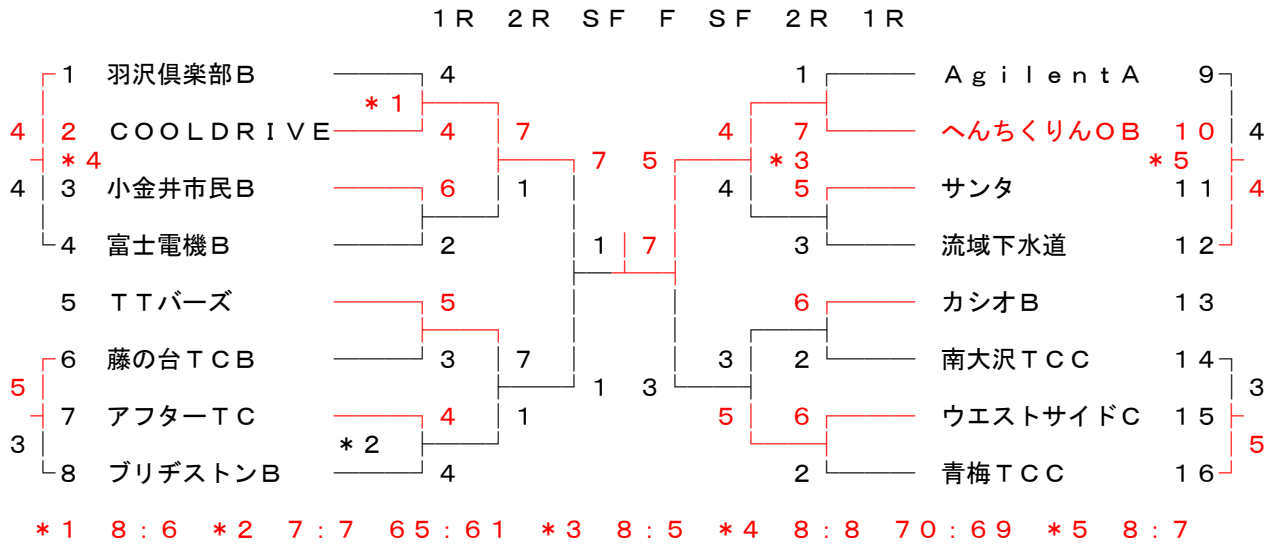 １Ｒ ２Ｒ ＳＦ Ｆ ＳＦ ２Ｒ １Ｒ
１ 羽沢倶楽部Ｂ ４ １ ＡｇｉｌｅｎｔＡ ９
＊１
４ ２ ＣＯＯＬＤＲＩＶＥ ４ ７ ４ ７ へんちくりんＯＢ １０ ４
＊４ ７ ５ ＊３ ＊５
４ ３ 小金井市民Ｂ ６ １ ４ ５ サンタ １１ ４
４ 富士電機Ｂ ２ １ ７ ３ 流域下水道 １２
５ ＴＴバーズ ５ ６ カシオＢ １３
６ 藤の台ＴＣＢ ３ ７ ３ ２ 南大沢ＴＣＣ １４
５ １ ３ ３
７ アフターＴＣ ４ １ ５ ６ ウエストサイドＣ １５
３ ＊２ ５
８ ブリヂストンＢ ４ ２ 青梅ＴＣＣ １６
＊１ ８：６ ＊２ ７：７ ６５：６１ ＊３ ８：５ ＊４ ８：８ ７０：６９ ＊５ ８：７